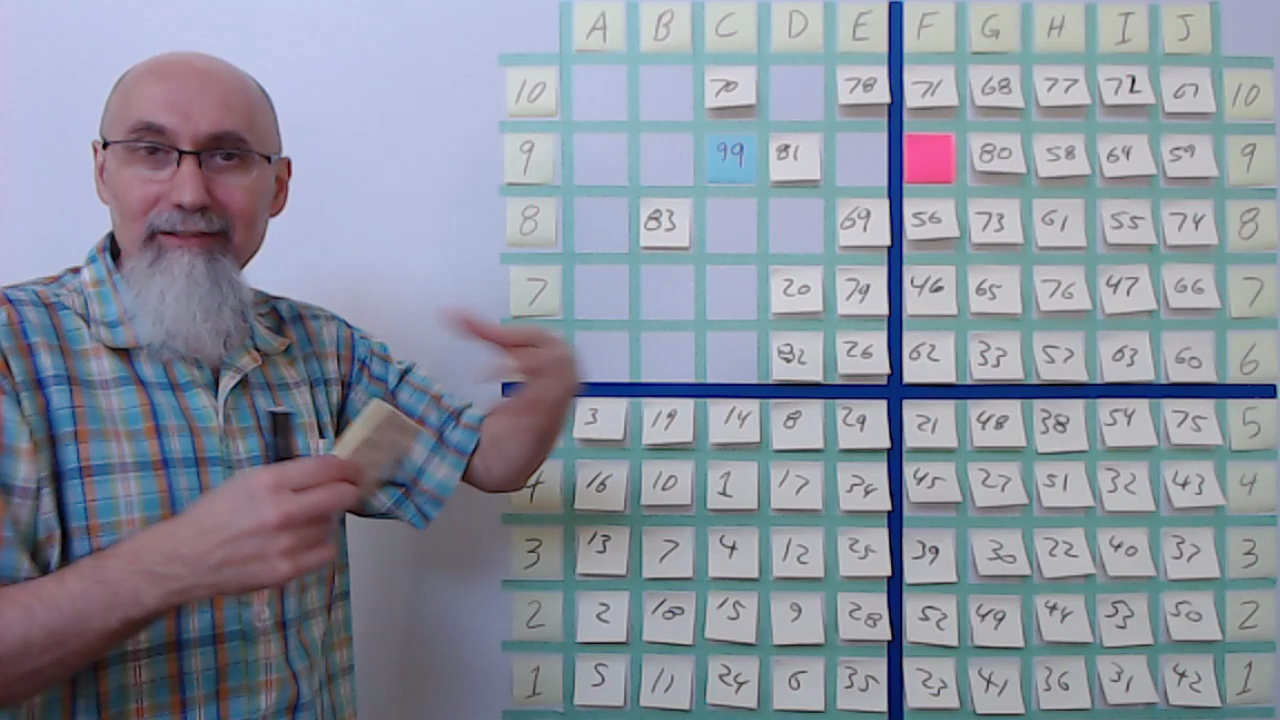 A B C D E F G H I J
10 70 78 71 68 77 72 67 10
9 99 81 80 58 64 59 9
8 83 69 56 73 61 55 74 8
7 20 79 46 65 76 47 66 7
82 26 62 33 57 63 60 6
3 19 14 8 29 21 48 38 54 75 5
4 16 10 1 17 34 45 27 51 32 43 4
3 13 7 4 12 25 39 30 22 40 37 3
2 2 18 15 9 28 52 49 44 53 50 2
1 5 11 24 6 35 23 41 36 31 42 1